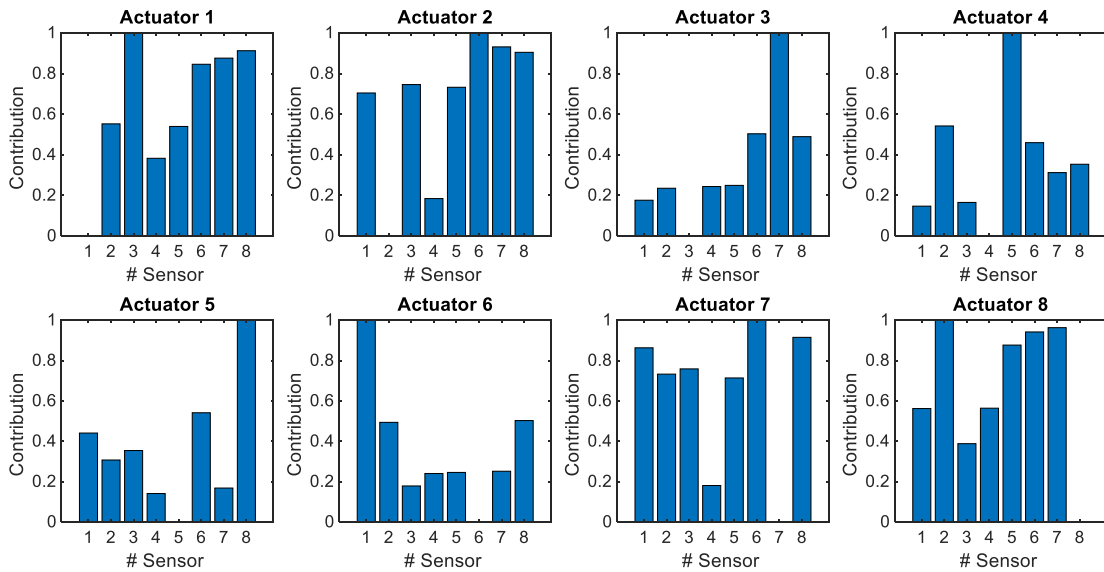 Actuator 1
Contribution
1
0.8
0.6
0.4
0.2
0
1 2 3 4 5 6 7 8
# Sensor
Actuator 2
Contribution
1
0.8
0.6
0.4
0.2
0
1 2 3 4 5 6 7 8
# Sensor
Actuator 3
Contribution
1
0.8
0.6
0.4
0.2
0
1 2 3 4 5 6 7 8
# Sensor
Actuator 4
Contribution
1
0.8
0.6
0.4
0.2
0
1 2 3 4 5 6 7 8
# Sensor
Actuator 5
Contribution
1
0.8
0.6
0.4
0.2
0
1 2 3 4 5 6 7 8
# Sensor
Actuator 6
Contribution
1
0.8
0.6
0.4
0.2
0
1 2 3 4 5 6 7 8
# Sensor
Actuator 7
Contribution
1
0.8
0.6
0.4
0.2
0
1 2 3 4 5 6 7 8
# Sensor
Actuator 8
Contribution
1
0.8
0.6
0.4
0.2
0
1 2 3 4 5 6 7 8
# Sensor